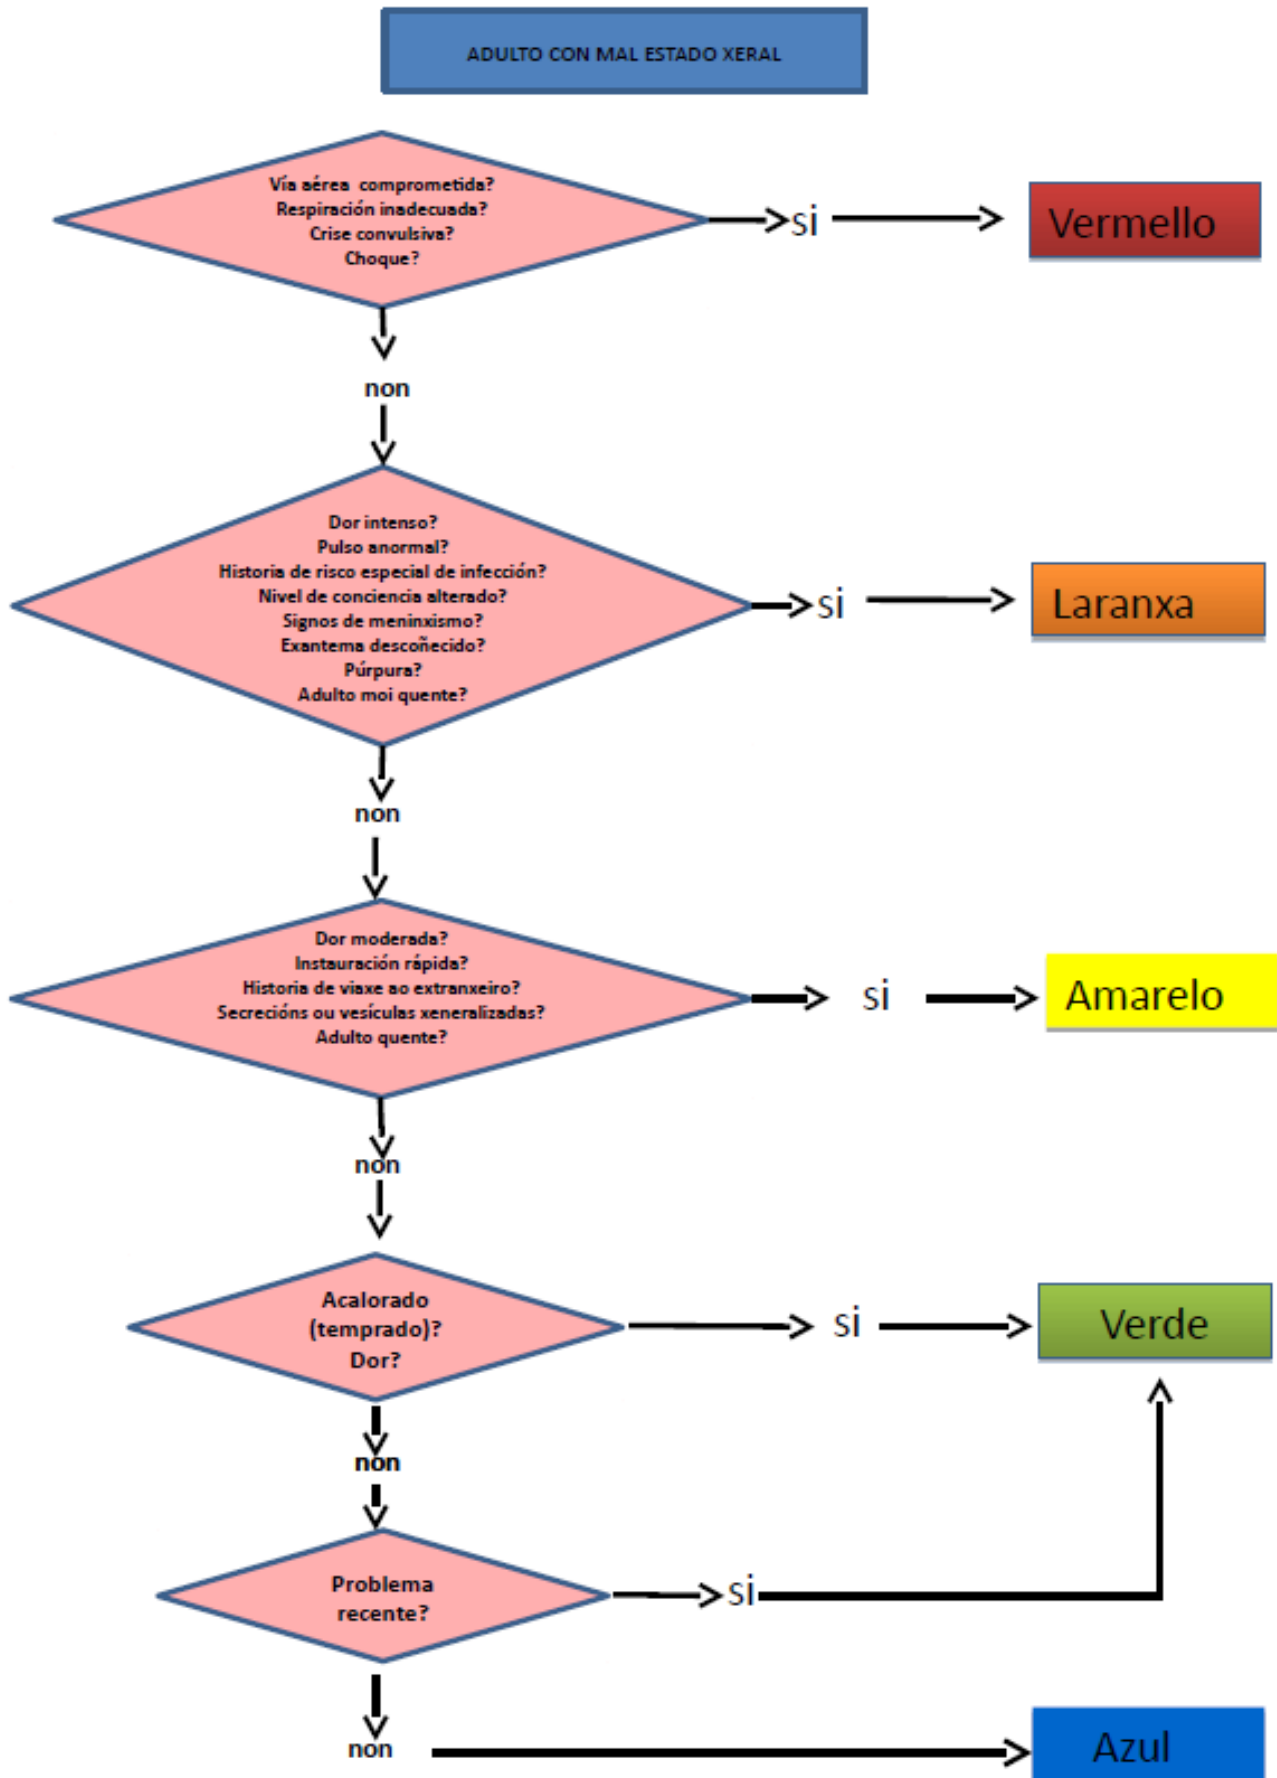 ADULTO CON MAL ESTADO XERAL
Vía aérea comprometida?
Respiración inadecuada?
Crise convulsiva?
Choque?
si
Vermello
non
Dor intenso?
Pulso anormal?
Historia de risco especial de infección?
Nivel de conciencia alterado?
Signos de meninxismo?
Exantema descoñecido?
Púrpura?
Adulto moi quente?
si
Laranxa
non
Dor moderada?
Instauración rápida?
Historia de viaxe ao extranxeiro?
Secrecións ou vesículas xeneralizadas?
Adulto quente?
si
Amarelo
non
Acalorado
(temprado)?
Dor?
si
Verde
non
Problema
recente?
si
non
Azul